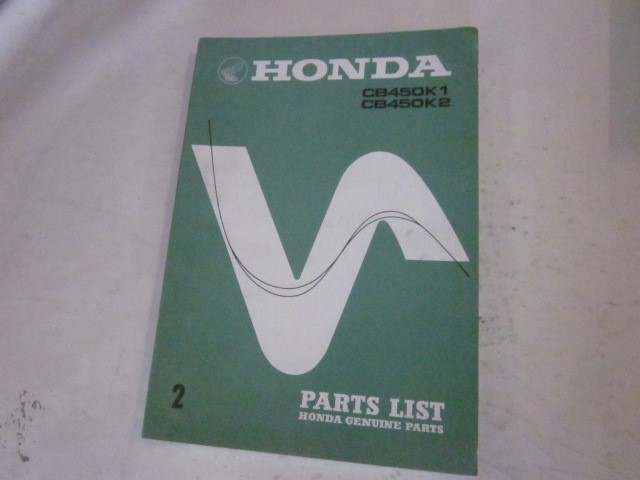 HONDA
CB450K1
CB450K2
2
PARTS LIST
HONDA GENUINE PARTS